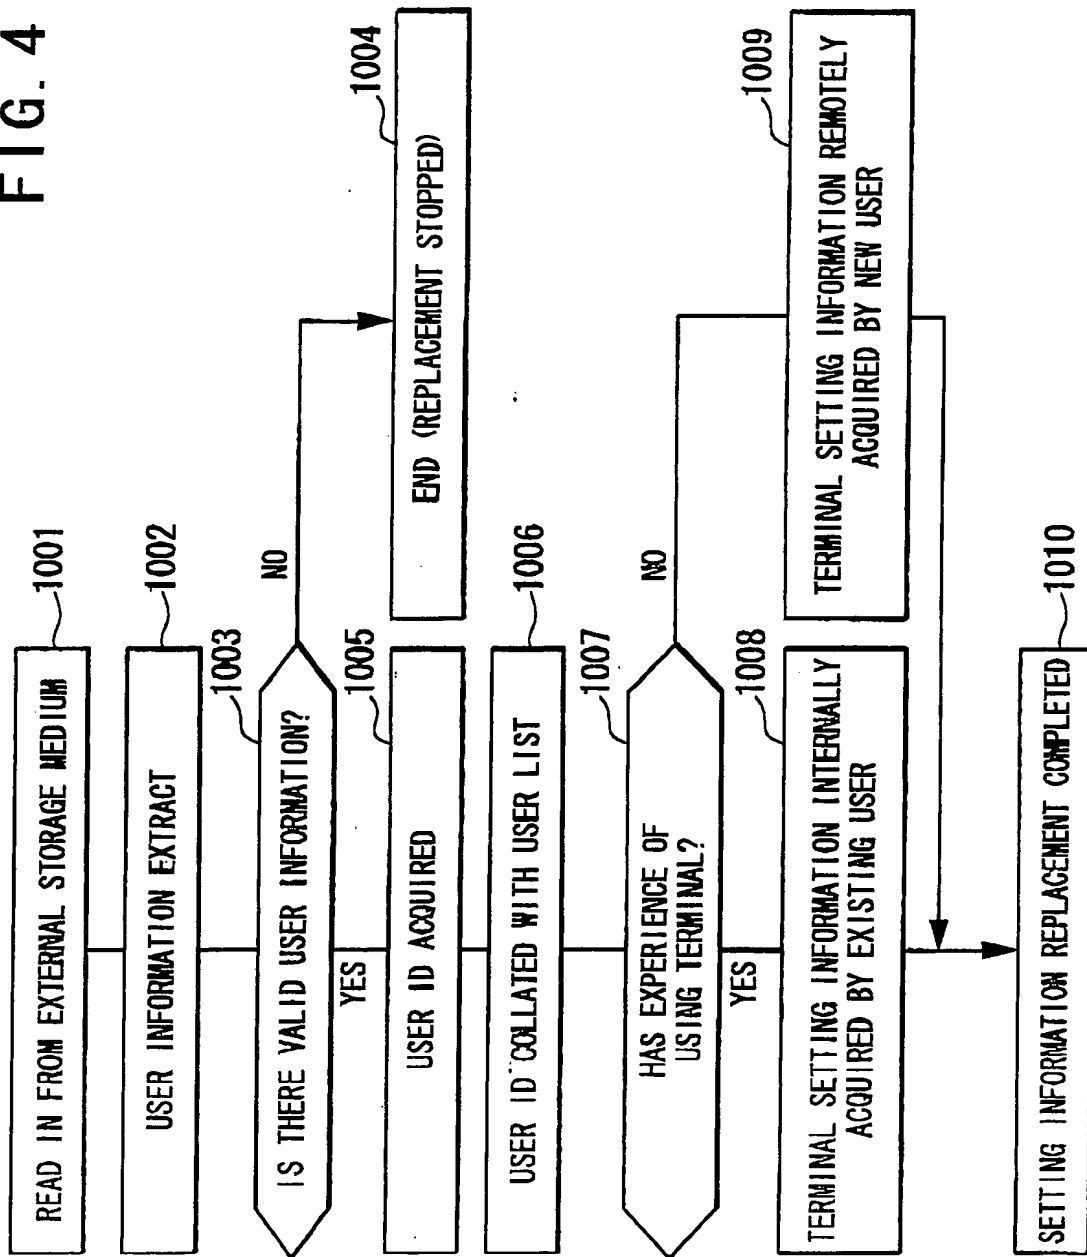 FIG. 4
READ IN FROM EXTERNAL STORAGE MEDIUM
1001
USER INFORMATION EXTRACT
1002
IS THERE VALID USER INFORMATION?
1003
NO
YES
END (REPLACEMENT STOPPED)
1004
USER ID ACQUIRED
1005
USER ID COLLATED WITH USER LIST
1006
HAS EXPERIENCE OF
USING TERMINAL?
1007
NO
YES
TERMINAL SETTING INFORMATION INTERNALLY
ACQUIRED BY EXISTING USER
1008
TERMINAL SETTING INFORMATION REMOTELY
ACQUIRED BY NEW USER
1009
SETTING INFORMATION REPLACEMENT COMPLETED
1010